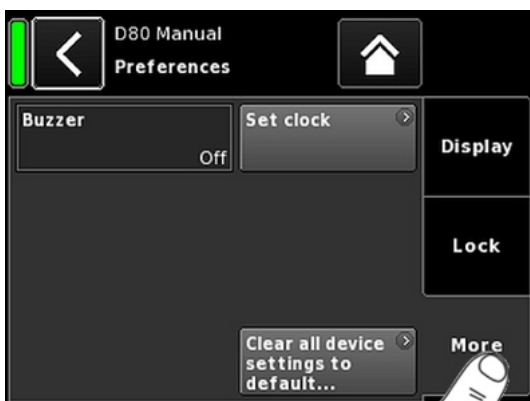 D80 Manual
Preferences
Buzzer
Off
Set clock
Display
Lock
Clear all device
settings to
default...
More